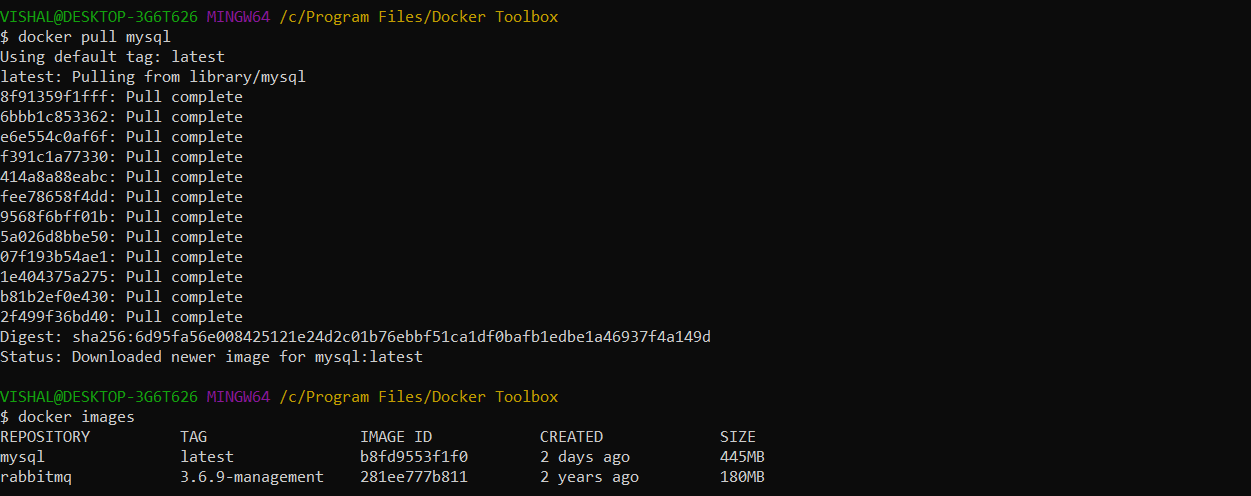 VISHAL@DESKTOP-3G6T626 MINGW64 /c/Program Files/Docker Toolbox
$ docker pull mysql
Using default tag: latest
latest: Pulling from library/mysql
8f91359f1fff: Pull complete
6bbb1c853362: Pull complete
e6e554c0af6f: Pull complete
f391c1a77330: Pull complete
414a8a88eabc: Pull complete
fee78658f4dd: Pull complete
9568f6bff01b: Pull complete
5a026d8bbe50: Pull complete
07f193b54ae1: Pull complete
1e404375a275: Pull complete
b81b2ef0e430: Pull complete
2f499f36bd40: Pull complete
Digest: sha256:6d95fa56e008425121e24d2c01b76ebbf51ca1df0bafb1edbe1a46937f4a149d
Status: Downloaded newer image for mysql:latest
VISHAL@DESKTOP-3G6T626 MINGW64 /c/Program Files/Docker Toolbox
$ docker images
REPOSITORY          TAG                 IMAGE ID            CREATED             SIZE
mysql               latest              b8fd9553f1f0        2 days ago          445MB
rabbitmq            3.6.9-management    281ee777b811        2 years ago         180MB